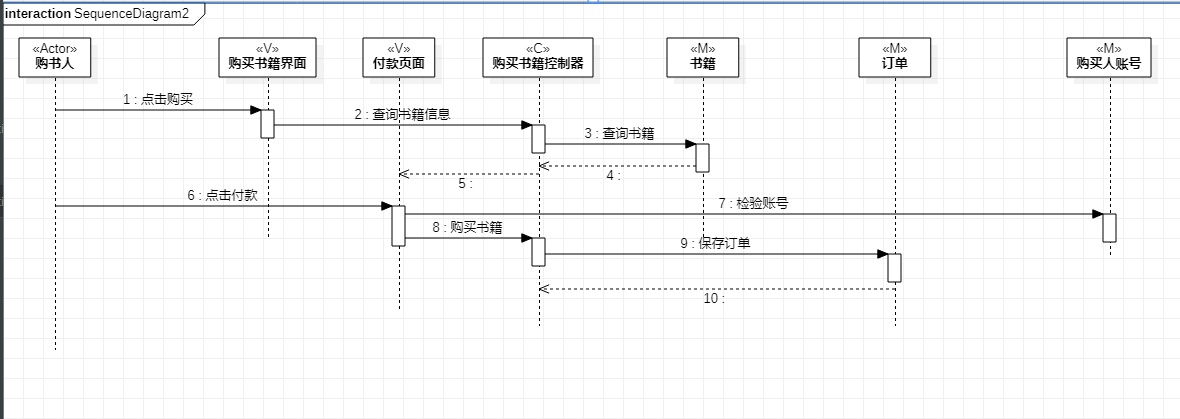 interaction SequenceDiagram2
«Actor»
购书人
«V»
购买书籍界面
«V»
付款页面
«C»
购买书籍控制器
«M»
书籍
«M»
订单
«M»
购买人账号
1 : 点击购买
2 : 查询书籍信息
3 : 查询书籍
4 :
5 :
6 : 点击付款
7 : 检验账号
8 : 购买书籍
9 : 保存订单
10 :